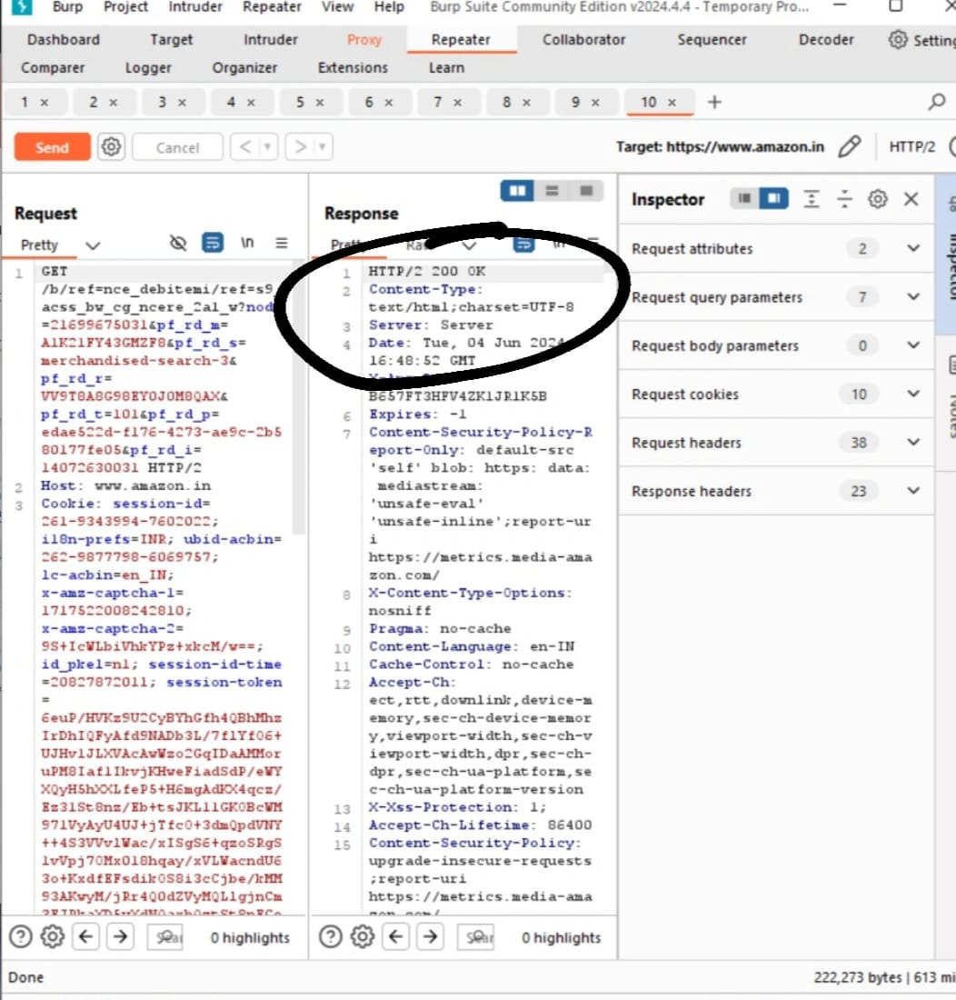 Burp Project Intruder Repeater View Help Burp Suite Community Edition v2024.4.4 - Temporary Pro...
Dashboard Target Intruder Proxy Repeater Collaborator Sequencer Decoder Setting
Comparer Logger Organizer Extensions Learn
1 × 2 × 3 × 4 × 5 × 6 × 7 × 8 × 9 × 10 × +
Send Cancel < > Target: https://www.amazon.in HTTP/2
Request
Pretty \n
1 GET
/b/ref=nce_debitemi/ref=s9_
acss_bw_cg_ncere_2a1_w?nod
=21699675031&pf_rd_m=
A1K21FY43GMZF8&pf_rd_s=
merchandised-search-3&
pf_rd_r=
VV9T8A8G98EY0J0M8QAX&
pf_rd_t=101&pf_rd_p=
edae522d-f176-4273-ae9c-2b5
80177fe05&pf_rd_i=
14072630031 HTTP/2
2 Host: www.amazon.in
3 Cookie: session-id=
261-9343994-7602022;
i18n-prefs=INR; ubid-acbin=
262-9877798-6069757;
lc-acbin=en_IN;
x-amz-captcha-1=
1717522008242810;
x-amz-captcha-2=
9S+IcWLbiVhkYPz+xkcM/w==;
id_pkel=n1; session-id-time
=20827872011; session-token
=
6euP/HVKz9U2CyBYhGfh4QBhMhz
IrDhIQFyAfd9NADb3L/7f1Yf06+
UJHv1JLXVAcAwWzo2GqIDaAMMor
uPM8Iaf1IkvjKHweFiadSdP/eWY
XQyH5hXXLfeP5+H6mgAdKX4qcz/
Ez31St8nz/Eb+tsJKL11GK0BcWM
971VyAyU4UJ+jTfc0+3dmQpdVNY
++4S3VVv1Wac/xISgS6+qzoSRgS
1vVpj70Mx018hqay/xVLWacndU6
3o+KxdfEFsdik0S8i3cCjbe/kMM
93AKwyM/jRr4Q0dZVyMQL1gjnCm
Response
Pretty Raw \n
1 HTTP/2 200 OK
2 Content-Type:
text/html;charset=UTF-8
3 Server: Server
4 Date: Tue, 04 Jun 2024
16:48:52 GMT
B657FT3HFV4ZK1JR1K5B
6 Expires: -1
7 Content-Security-Policy-R
eport-Only: default-src
'self' blob: https: data:
mediastream:
'unsafe-eval'
'unsafe-inline';report-ur
i
https://metrics.media-ama
zon.com/
8 X-Content-Type-Options:
nosniff
9 Pragma: no-cache
10 Content-Language: en-IN
11 Cache-Control: no-cache
12 Accept-Ch:
ect,rtt,downlink,device-m
emory,sec-ch-device-memor
y,viewport-width,sec-ch-v
iewport-width,dpr,sec-ch-
dpr,sec-ch-ua-platform,se
c-ch-ua-platform-version
13 X-Xss-Protection: 1;
14 Accept-Ch-Lifetime: 86400
15 Content-Security-Policy:
upgrade-insecure-requests
;report-uri
https://metrics.media-ama
zon.com/
Inspector
Request attributes 2
Request query parameters 7
Request body parameters 0
Request cookies 10
Request headers 38
Response headers 23
Inspector
Notes
0 highlights
0 highlights
Done 222,273 bytes | 613 mi